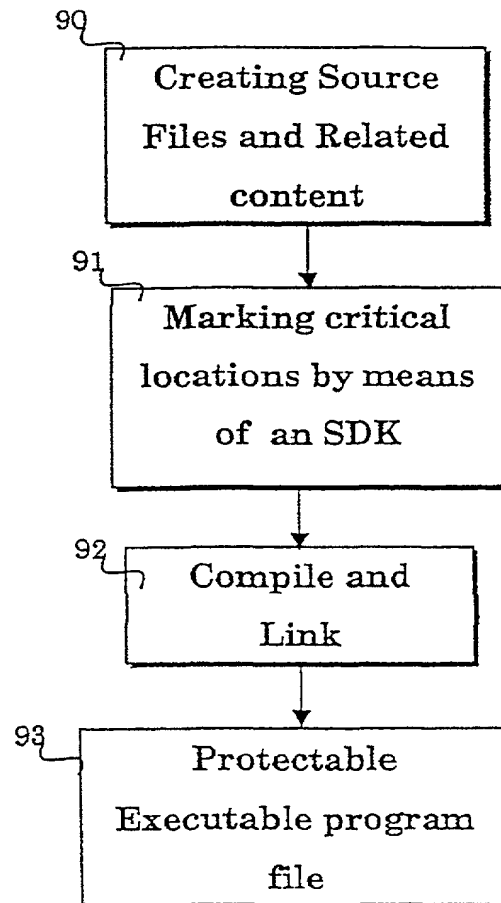 90
Creating Source
Files and Related
content
91
Marking critical
locations by means
of an SDK
92
Compile and
Link
93
Protectable
Executable program
file